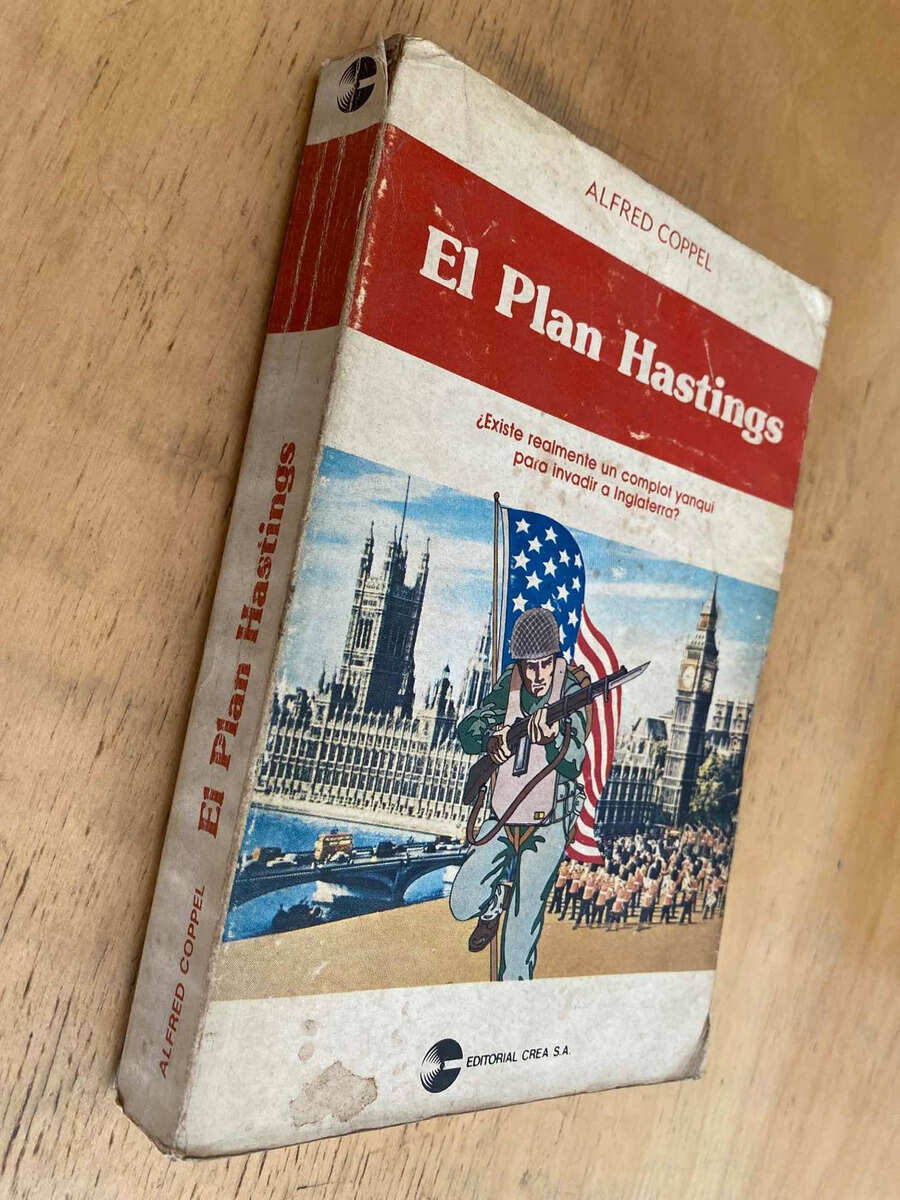 ALFRED COPPEL
El Plan Hastings
¿Existe realmente un complot yanqui
para invadir a Inglaterra?
EDITORIAL CREA S.A.
El Plan Hastings
ALFRED COPPEL